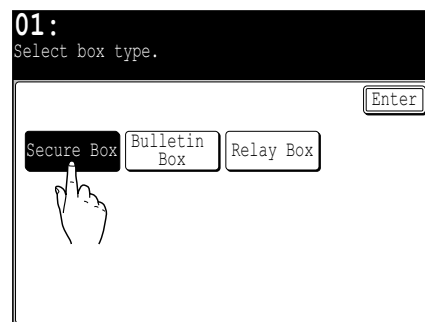 01:
Select box type.
Enter
Secure Box
Bulletin
Box
Relay Box